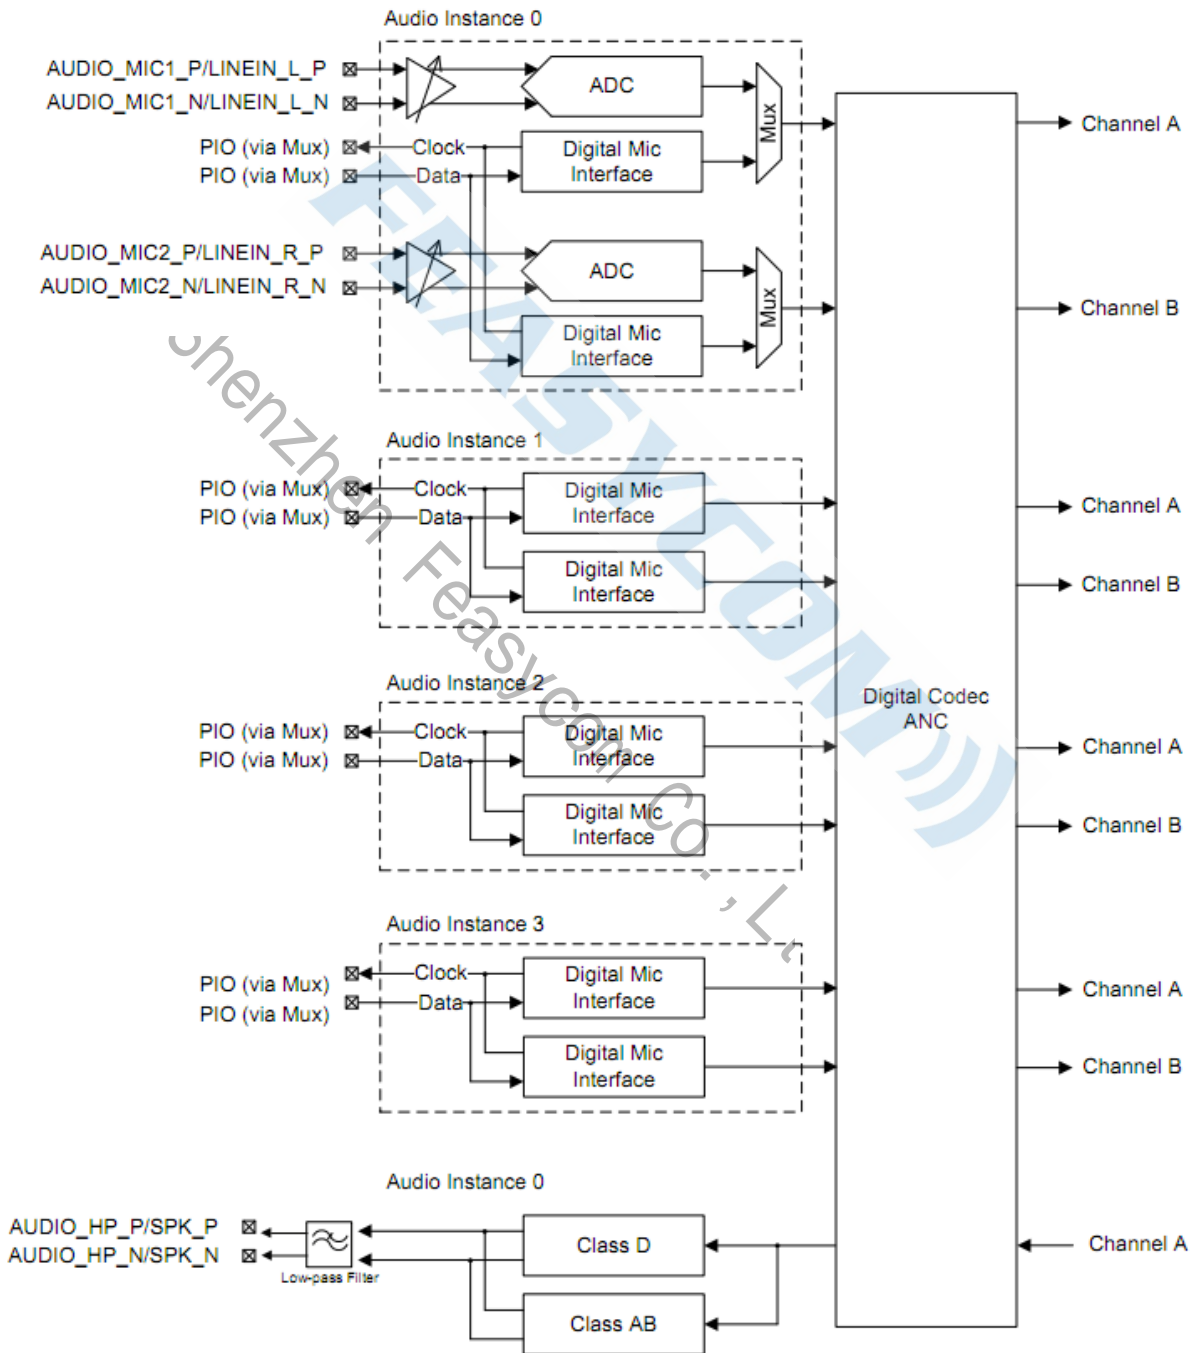 Audio Instance 0
AUDIO_MIC1_P/LINEIN_L_P
AUDIO_MIC1_N/LINEIN_L_N
ADC
Mux
Channel A
PIO (via Mux)
Clock
PIO (via Mux)
Data
Digital Mic
Interface
AUDIO_MIC2_P/LINEIN_R_P
AUDIO_MIC2_N/LINEIN_R_N
ADC
Mux
Channel B
Digital Mic
Interface
Audio Instance 1
PIO (via Mux)
Clock
PIO (via Mux)
Data
Digital Mic
Interface
Channel A
Digital Mic
Interface
Channel B
Audio Instance 2
Digital Codec
ANC
PIO (via Mux)
Clock
PIO (via Mux)
Data
Digital Mic
Interface
Channel A
Digital Mic
Interface
Channel B
Audio Instance 3
PIO (via Mux)
Clock
PIO (via Mux)
Data
Digital Mic
Interface
Channel A
Digital Mic
Interface
Channel B
Audio Instance 0
AUDIO_HP_P/SPK_P
AUDIO_HP_N/SPK_N
Low-pass Filter
Class D
Channel A
Class AB
FEASYCOM
Shenzhen Feasycom Co.,